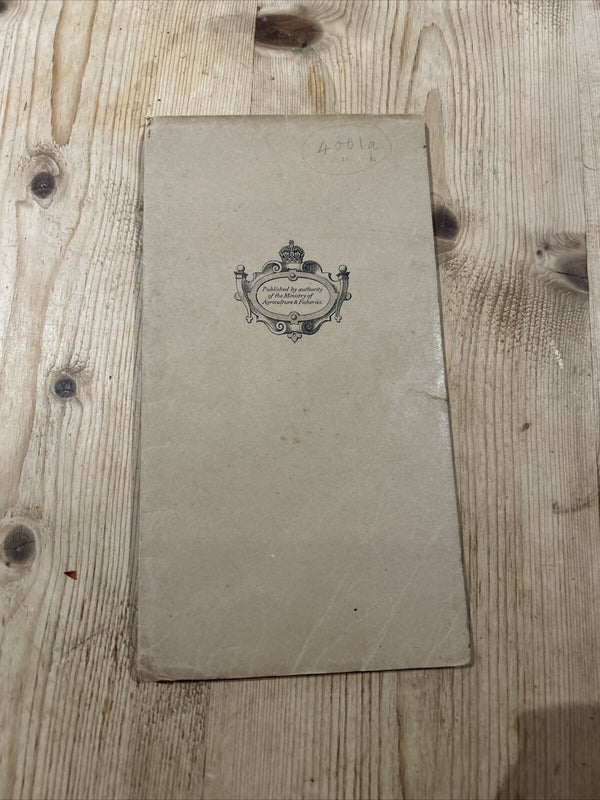 4001a
" b
Published by authority
of the Ministry of
Agriculture & Fisheries.